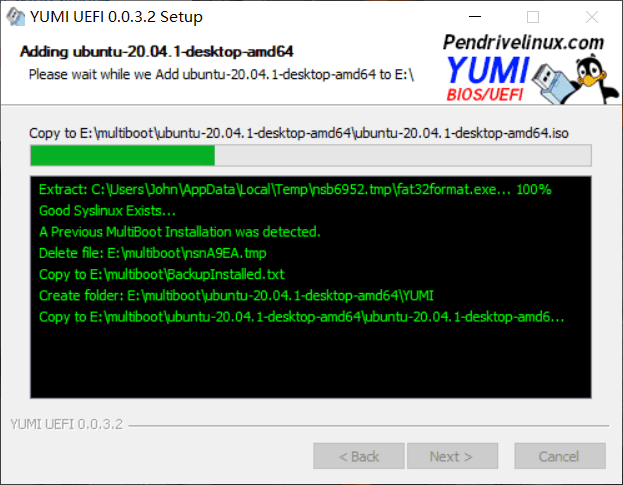 YUMI UEFI 0.0.3.2 Setup
Adding ubuntu-20.04.1-desktop-amd64
Please wait while we Add ubuntu-20.04.1-desktop-amd64 to E:\
Pendrivelinux.com
YUMI
BIOS/UEFI
Copy to E:\multiboot\ubuntu-20.04.1-desktop-amd64\ubuntu-20.04.1-desktop-amd64.iso
Extract: C:\Users\John\AppData\Local\Temp\nsb6952.tmp\fat32format.exe... 100%
Good Syslinux Exists...
A Previous MultiBoot Installation was detected.
Delete file: E:\multiboot\nsnA9EA.tmp
Copy to E:\multiboot\BackupInstalled.txt
Create folder: E:\multiboot\ubuntu-20.04.1-desktop-amd64\YUMI
Copy to E:\multiboot\ubuntu-20.04.1-desktop-amd64\ubuntu-20.04.1-desktop-amd6...
YUMI UEFI 0.0.3.2
< Back
Next >
Cancel